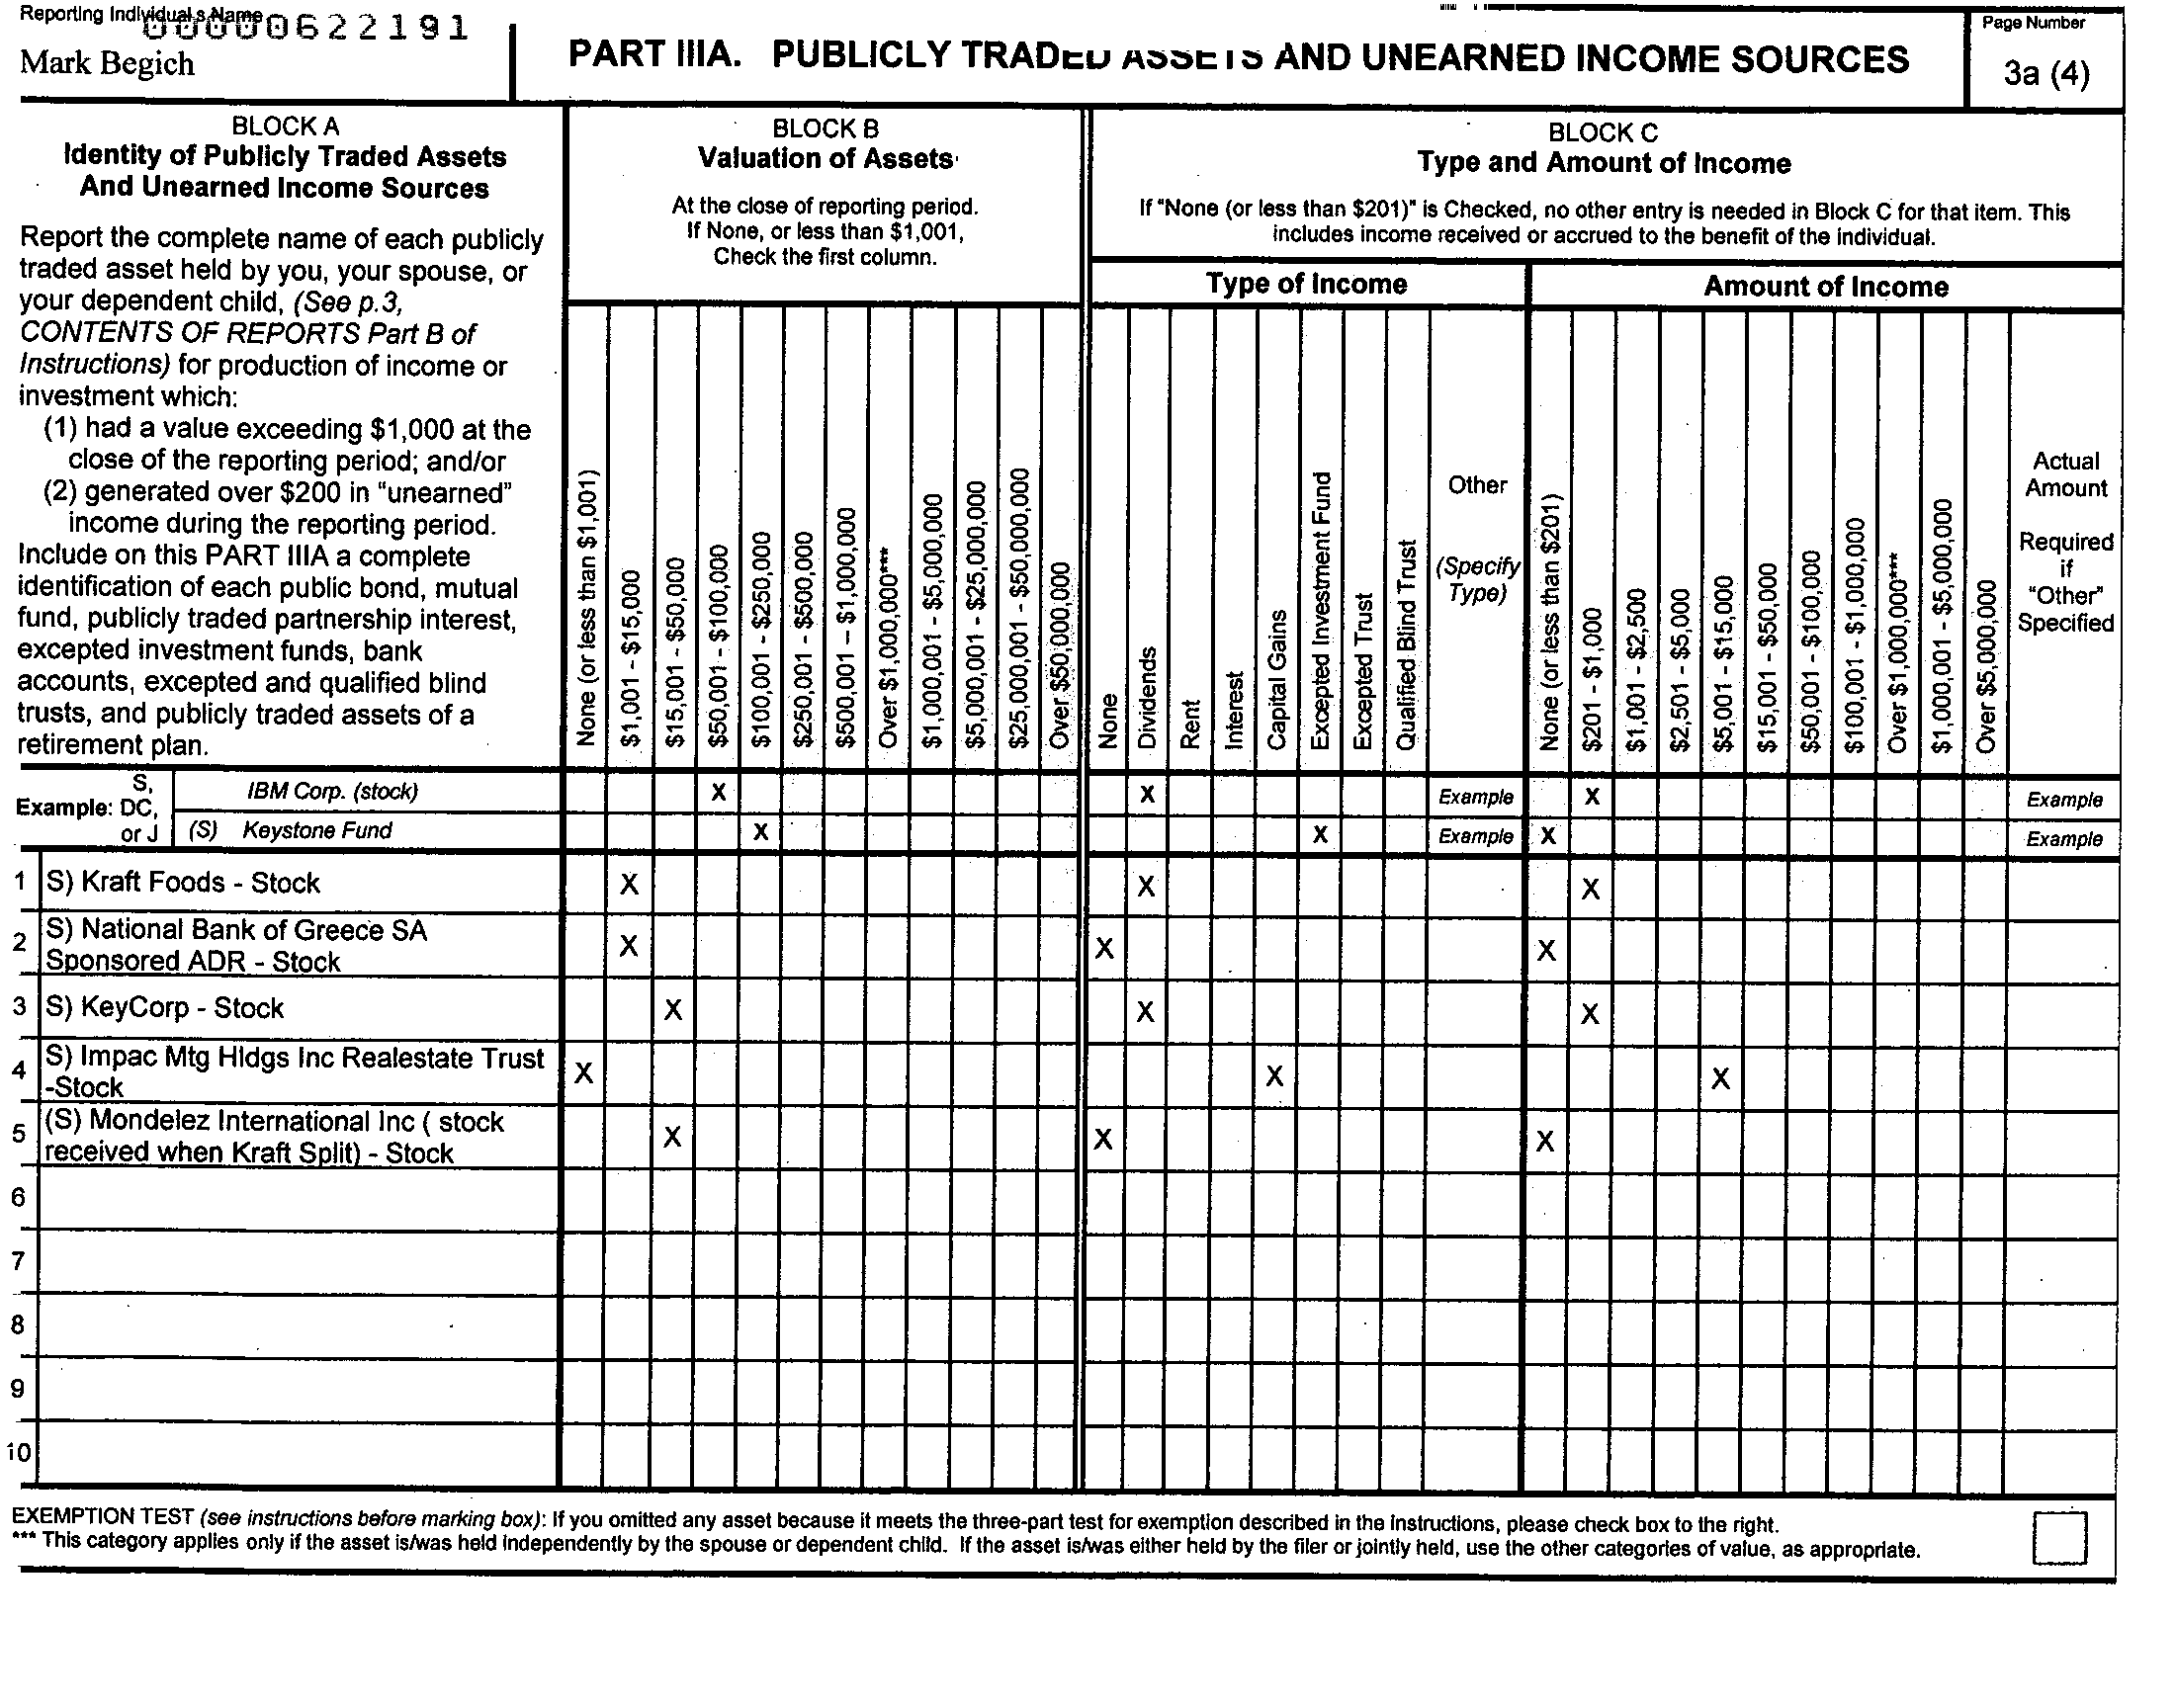 Reporting Individual's Name
00000622191
Mark Begich
PART IIIA. PUBLICLY TRADED ASSETS AND UNEARNED INCOME SOURCES
Page Number
3a (4)
BLOCK A
Identity of Publicly Traded Assets
And Unearned Income Sources
Report the complete name of each publicly
traded asset held by you, your spouse, or
your dependent child, (See p.3,
CONTENTS OF REPORTS Part B of
Instructions) for production of income or
investment which:
(1) had a value exceeding $1,000 at the
close of the reporting period; and/or
(2) generated over $200 in "unearned"
income during the reporting period.
Include on this PART IIIA a complete
identification of each public bond, mutual
fund, publicly traded partnership interest,
excepted investment funds, bank
accounts, excepted and qualified blind
trusts, and publicly traded assets of a
retirement plan.
BLOCK B
Valuation of Assets
At the close of reporting period.
If None, or less than $1,001,
Check the first column.
None (or less than $1,001)
$1,001 - $15,000
$15,001 - $50,000
$50,001 - $100,000
$100,001 - $250,000
$250,001 - $500,000
$500,001 – $1,000,000
Over $1,000,000***
$1,000,001 - $5,000,000
$5,000,001 - $25,000,000
$25,000,001 - $50,000,000
Over $50,000,000
BLOCK C
Type and Amount of Income
If "None (or less than $201)" is Checked, no other entry is needed in Block C for that item. This
includes income received or accrued to the benefit of the individual.
Type of Income
None
Dividends
Rent
Interest
Capital Gains
Excepted Investment Fund
Excepted Trust
Qualified Blind Trust
Other
(Specify
Type)
Amount of Income
None (or less than $201)
$201 - $1,000
$1,001 - $2,500
$2,501 - $5,000
$5,001 - $15,000
$15,001 - $50,000
$50,001 - $100,000
$100,001 - $1,000,000
Over $1,000,000***
$1,000,001 - $5,000,000
Over $5,000,000
Actual
Amount
Required
if
"Other"
Specified
Example:
S,
DC,
or J
IBM Corp. (stock) X X Example X Example
(S) Keystone Fund X X Example X Example
1 S) Kraft Foods - Stock X X X
2 S) National Bank of Greece SA
Sponsored ADR - Stock X X X
3 S) KeyCorp - Stock X X X
4 S) Impac Mtg Hldgs Inc Realestate Trust
-Stock X X X
5 (S) Mondelez International Inc ( stock
received when Kraft Split) - Stock X X X
6
7
8
9
10
EXEMPTION TEST (see instructions before marking box): If you omitted any asset because it meets the three-part test for exemption described in the instructions, please check box to the right.
*** This category applies only if the asset is/was held independently by the spouse or dependent child. If the asset is/was either held by the filer or jointly held, use the other categories of value, as appropriate.